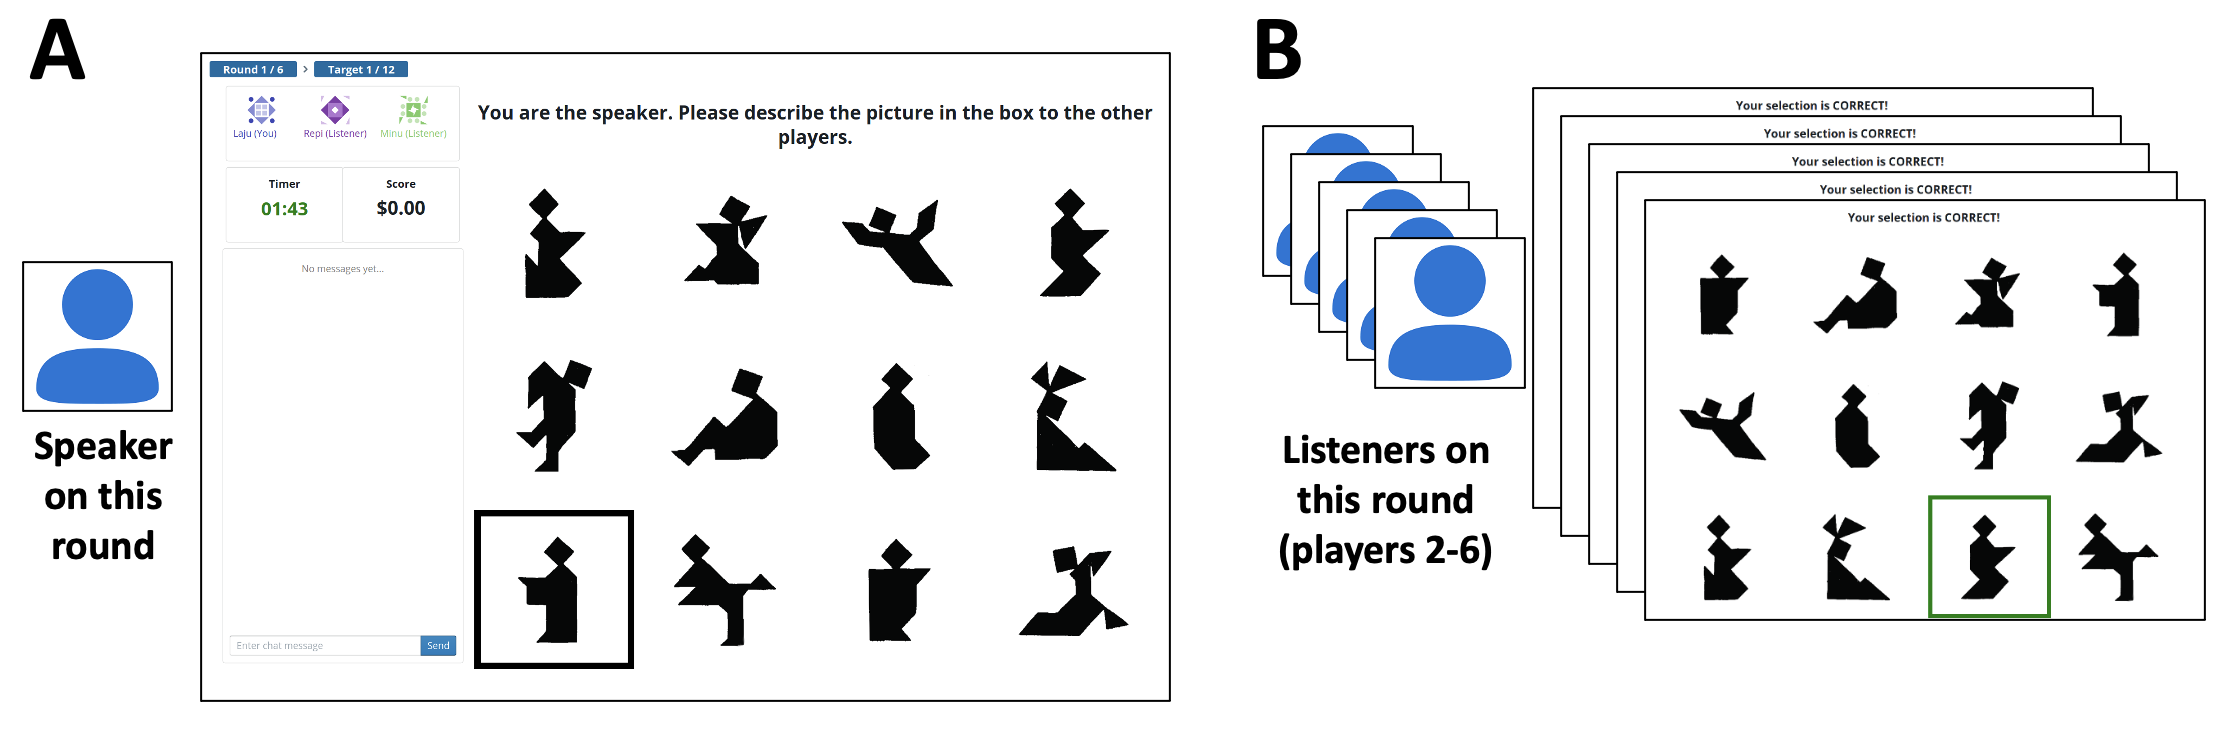 A
Round 1 / 6 › Target 1 / 12
Laju (You) Repi (Listener) Minu (Listener)
Timer Score
01:43 $0.00
No messages yet...
Enter chat message Send
You are the speaker. Please describe the picture in the box to the other
players.
Speaker
on this
round
B
Your selection is CORRECT!
Your selection is CORRECT!
Your selection is CORRECT!
Your selection is CORRECT!
Your selection is CORRECT!
Listeners on
this round
(players 2-6)